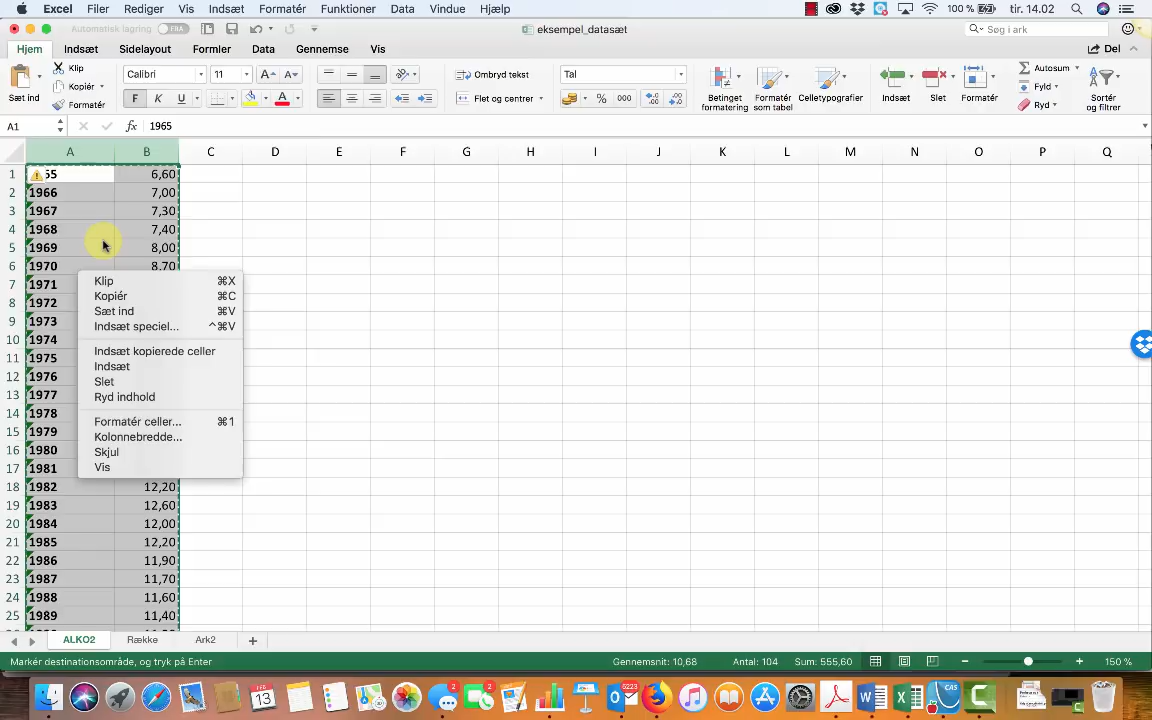 Excel Filer Rediger Vis Indsæt Formatér Funktioner Data Vindue Hjælp 100 % tir. 14.02
Automatisk lagring FRA eksempel_datasæt Søg i ark
Hjem Indsæt Sidelayout Formler Data Gennemse Vis Del
Sæt ind Klip Kopiér Formatér
Calibri 11 A A
F K U A
Ombryd tekst
Flet og centrer
Tal
% 000
Betinget formatering Formatér som tabel Celletypografier
Indsæt Slet Formatér
Autosum
Fyld
Ryd
Sortér og filtrer
A1 fx 1965
A B C D E F G H I J K L M N O P Q
1 55 6,60
2 1966 7,00
3 1967 7,30
4 1968 7,40
5 1969 8,00
6 1970 8,70
7 1971
8 1972
9 1973
10 1974
11 1975
12 1976
13 1977
14 1978
15 1979
16 1980
17 1981
18 1982 12,20
19 1983 12,60
20 1984 12,00
21 1985 12,20
22 1986 11,90
23 1987 11,70
24 1988 11,60
25 1989 11,40
Klip ⌘X
Kopiér ⌘C
Sæt ind ⌘V
Indsæt speciel... ^⌘V
Indsæt kopierede celler
Indsæt
Slet
Ryd indhold
Formatér celler... ⌘1
Kolonnebredde...
Skjul
Vis
ALKO2 Række Ark2
Markér destinationsområde, og tryk på Enter Gennemsnit: 10,68 Antal: 104 Sum: 555,60 150 %
FEB 13 2 2 5223 CAS